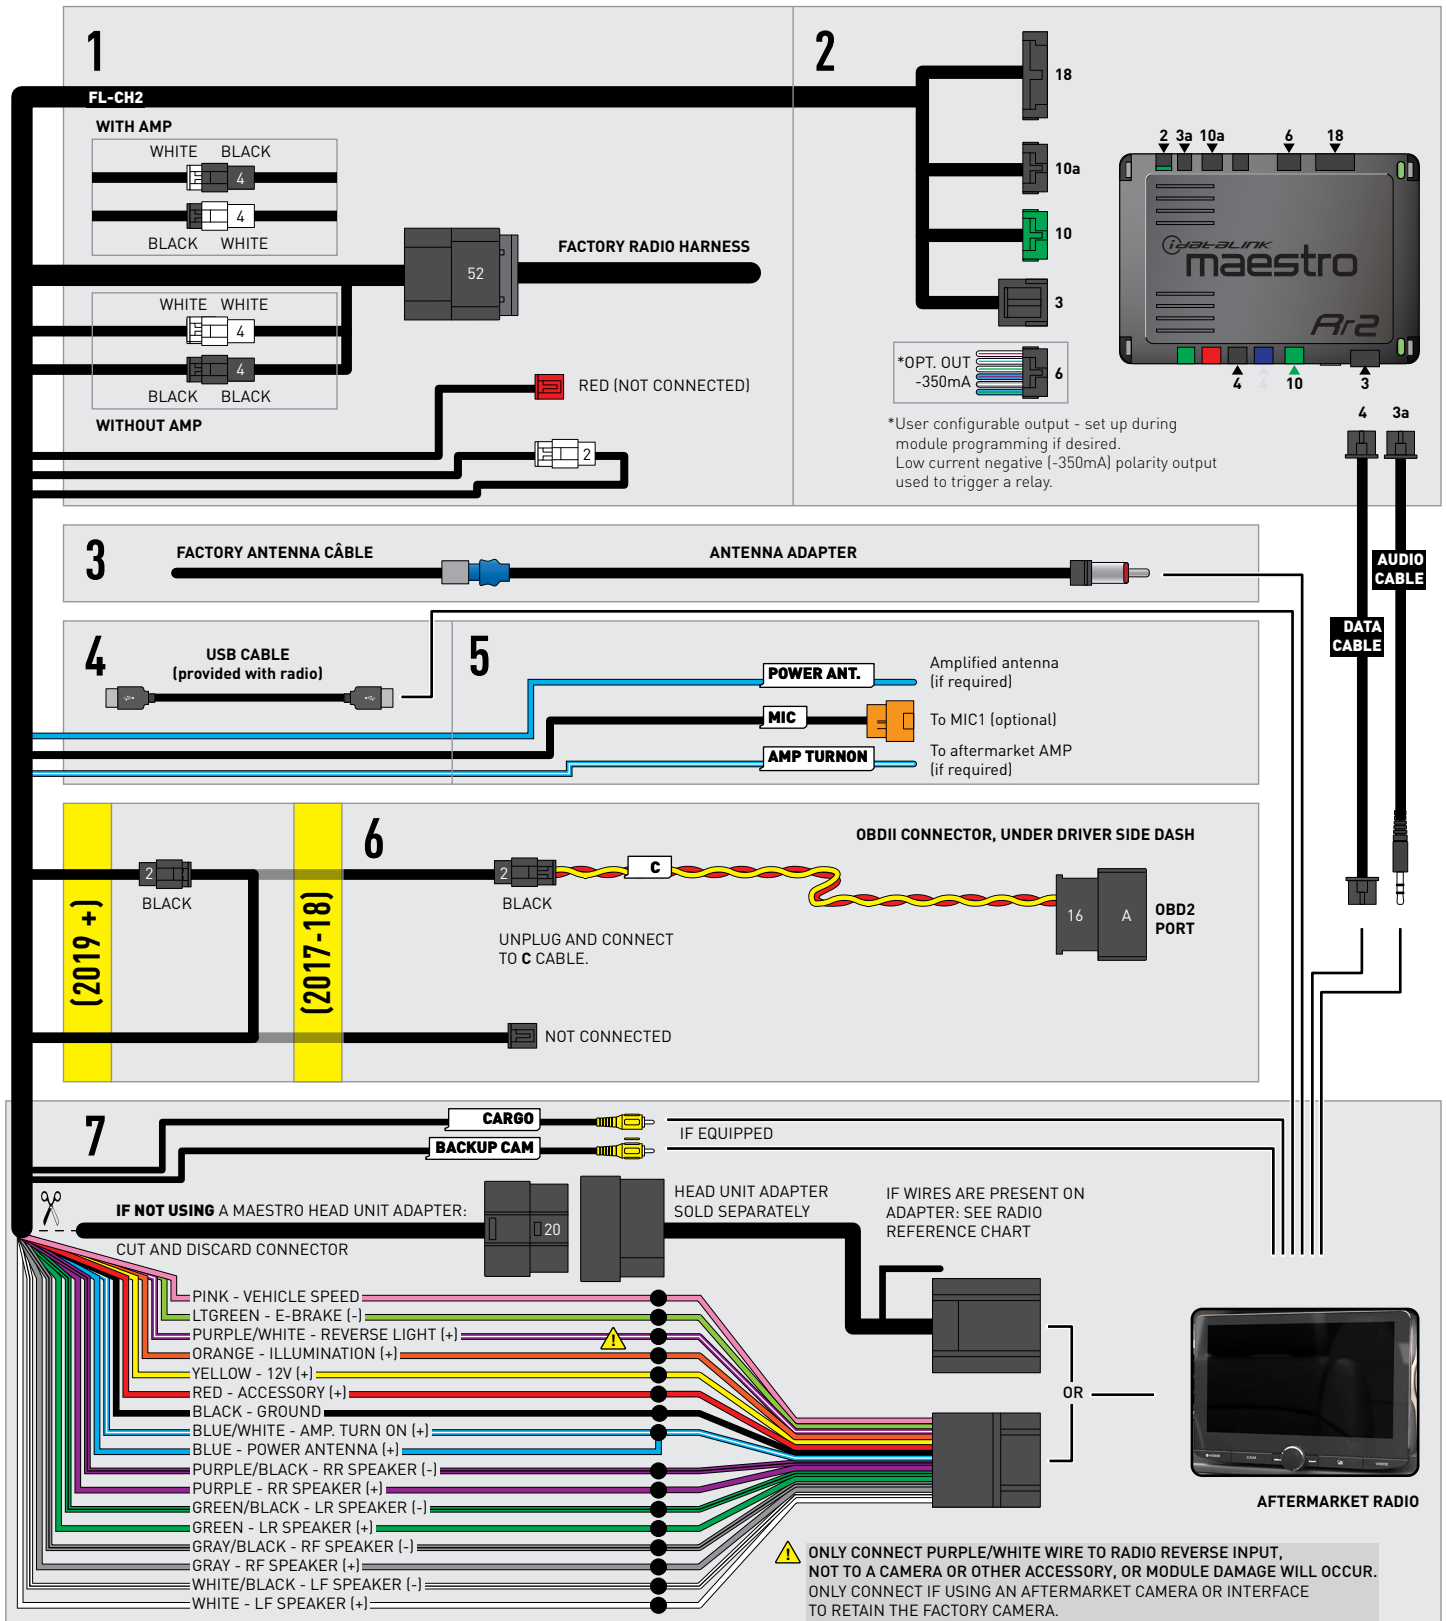 1
FL-CH2
WITH AMP
WHITE BLACK
4
4
BLACK WHITE
52
FACTORY RADIO HARNESS
WHITE WHITE
4
4
BLACK BLACK
WITHOUT AMP
RED (NOT CONNECTED)
2
2
18
10a
10
3
*OPT. OUT
-350mA
6
*User configurable output - set up during
module programming if desired.
Low current negative (-350mA) polarity output
used to trigger a relay.
2 3a 10a 6 18
idatalink
maestro
Rr2
4 4 10 3
4 3a
AUDIO
CABLE
DATA
CABLE
3
FACTORY ANTENNA CÂBLE
ANTENNA ADAPTER
4
USB CABLE
(provided with radio)
5
POWER ANT.
Amplified antenna
(if required)
MIC
To MIC1 (optional)
AMP TURNON
To aftermarket AMP
(if required)
6
(2019 +)
2
BLACK
(2017-18)
OBDII CONNECTOR, UNDER DRIVER SIDE DASH
2
BLACK
C
UNPLUG AND CONNECT
TO C CABLE.
16 A
OBD2
PORT
NOT CONNECTED
7
CARGO
BACKUP CAM
IF EQUIPPED
IF NOT USING A MAESTRO HEAD UNIT ADAPTER:
CUT AND DISCARD CONNECTOR
20
HEAD UNIT ADAPTER
SOLD SEPARATELY
IF WIRES ARE PRESENT ON
ADAPTER: SEE RADIO
REFERENCE CHART
PINK - VEHICLE SPEED
LTGREEN - E-BRAKE (-)
PURPLE/WHITE - REVERSE LIGHT (+)
ORANGE - ILLUMINATION (+)
YELLOW - 12V (+)
RED - ACCESSORY (+)
BLACK - GROUND
BLUE/WHITE - AMP. TURN ON (+)
BLUE - POWER ANTENNA (+)
PURPLE/BLACK - RR SPEAKER (-)
PURPLE - RR SPEAKER (+)
GREEN/BLACK - LR SPEAKER (-)
GREEN - LR SPEAKER (+)
GRAY/BLACK - RF SPEAKER (-)
GRAY - RF SPEAKER (+)
WHITE/BLACK - LF SPEAKER (-)
WHITE - LF SPEAKER (+)
!
OR
CAM
VOICE
AFTERMARKET RADIO
! ONLY CONNECT PURPLE/WHITE WIRE TO RADIO REVERSE INPUT,
NOT TO A CAMERA OR OTHER ACCESSORY, OR MODULE DAMAGE WILL OCCUR.
ONLY CONNECT IF USING AN AFTERMARKET CAMERA OR INTERFACE
TO RETAIN THE FACTORY CAMERA.